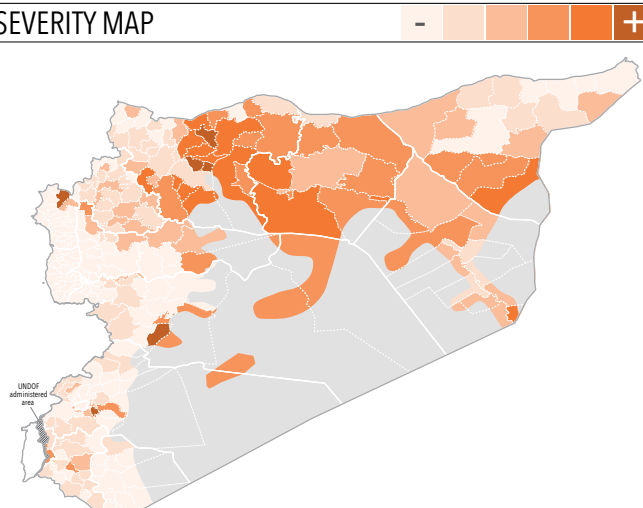 SEVERITY MAP
-
+
UNDOF
administered
area